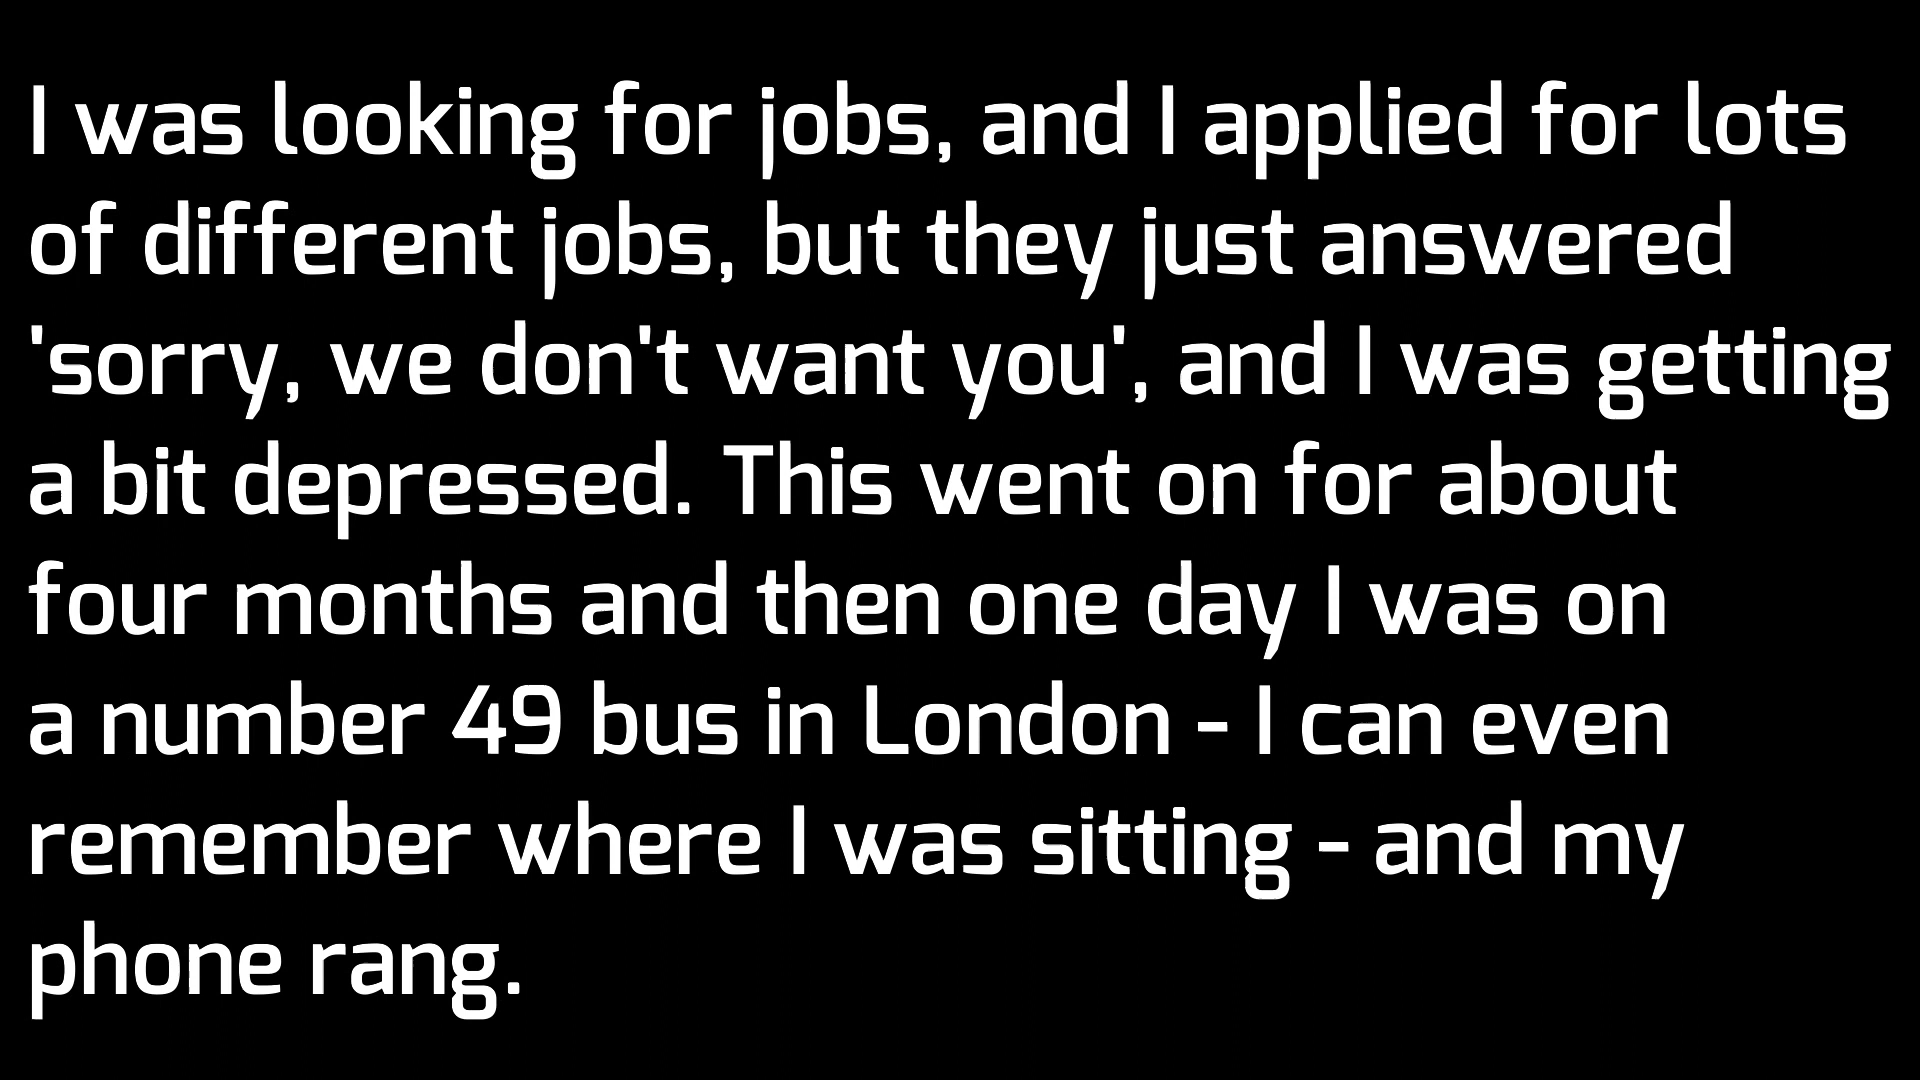 I was looking for jobs, and I applied for lots
of different jobs, but they just answered
'sorry, we don't want you', and I was getting
a bit depressed. This went on for about
four months and then one day I was on
a number 49 bus in London - I can even
remember where I was sitting - and my
phone rang.